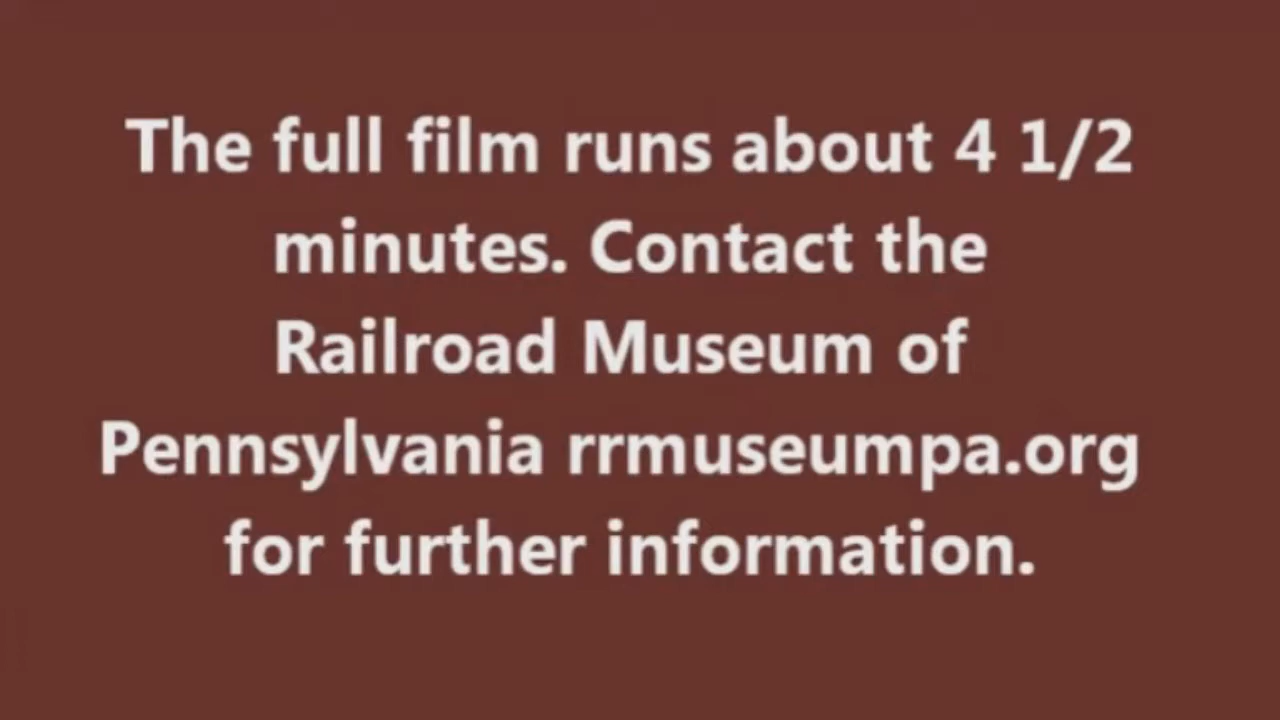 The full film runs about 4 1/2
minutes. Contact the
Railroad Museum of
Pennsylvania rrmuseumpa.org
for further information.